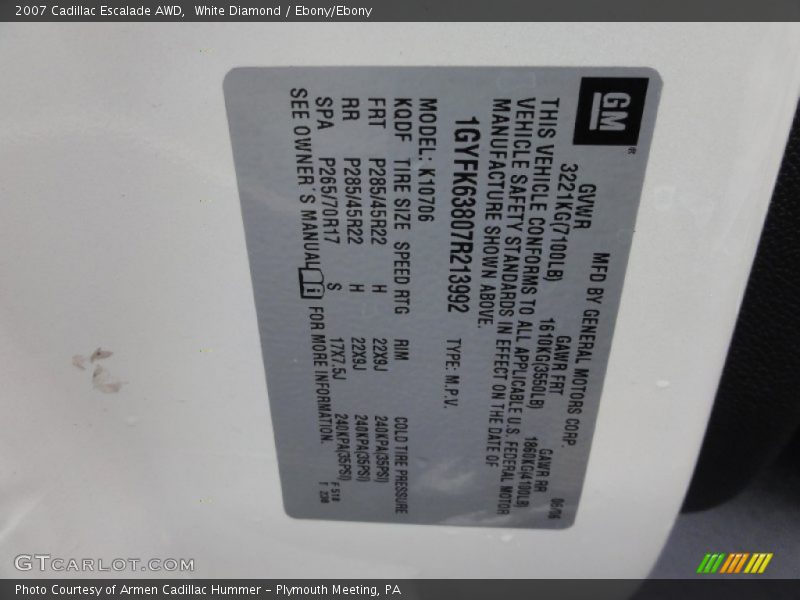 2007 Cadillac Escalade AWD, White Diamond / Ebony/Ebony
GM®
MFD BY GENERAL MOTORS CORP. 06/06
GVWR GAWR FRT GAWR RR
3221KG(7100LB) 1610KG(3550LB) 1860KG(4100LB)
THIS VEHICLE CONFORMS TO ALL APPLICABLE U.S. FEDERAL MOTOR
VEHICLE SAFETY STANDARDS IN EFFECT ON THE DATE OF
MANUFACTURE SHOWN ABOVE.
1GYFK63807R213992 TYPE: M.P.V.
MODEL: K10706
KQDF TIRE SIZE SPEED RTG RIM COLD TIRE PRESSURE
FRT P285/45R22 H 22X9J 240KPA(35PSI)
RR P285/45R22 H 22X9J 240KPA(35PSI)
SPA P265/70R17 S 17X7.5J 240KPA(35PSI)
SEE OWNER'S MANUAL i FOR MORE INFORMATION.
GTCarLot.com
Photo Courtesy of Armen Cadillac Hummer – Plymouth Meeting, PA